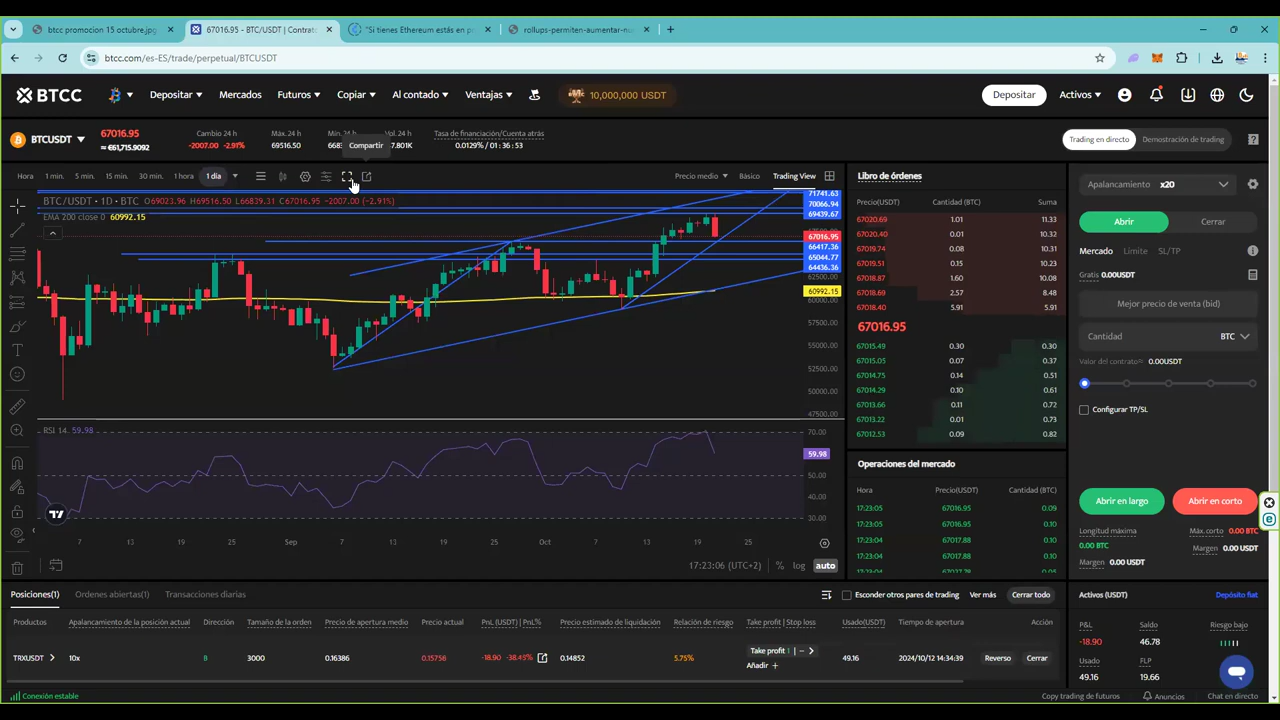 btcc promocion 15 octubre.jpg
67016.95 - BTC/USDT | Contrat
"Si tienes Ethereum estás en p
rollups-permiten-aumentar-nu
btcc.com/es-ES/trade/perpetual/BTCUSDT
BTCC
Depositar
Mercados
Futuros
Copiar
Al contado
Ventajas
10,000,000 USDT
Depositar
Activos
BTCUSDT
67016.95
≈ €61,715.9092
Cambio 24 h
-2007.00 -2.91%
Máx.24 h
69516.50
Mín.24 h
Vol. 24 h
7.801K
Tasa de financiación/Cuenta atrás
0.0129% / 01:36:53
Compartir
Trading en directo
Demostración de trading
Hora
1 min.
5 min.
15 min.
30 min.
1 hora
1 día
Precio medio
Básico
Trading View
BTC/USDT · 1D · BTC O69023.96 H69516.50 L66839.31 C67016.95 -2007.00 (-2.91%)
EMA 200 close 0 60992.15
71741.63
70066.94
69439.67
67016.95
66417.36
65044.77
64436.36
60992.15
60000.00
57500.00
55000.00
52500.00
50000.00
47500.00
RSI 14 59.98
70.00
59.98
50.00
40.00
30.00
7
13
19
25
Sep
7
13
19
25
Oct
7
13
19
25
17:23:06 (UTC+2)
%
log
auto
Libro de órdenes
Precio(USDT)
Cantidad (BTC)
Suma
67020.69 1.01 11.33
67020.40 0.08 10.32
67019.74 0.08 10.31
67019.51 0.15 10.23
67018.87 1.60 10.08
67018.69 2.57 8.48
67018.40 5.91 5.91
67016.95
67015.49 0.30 0.30
67015.05 0.07 0.37
67014.75 0.14 0.51
67014.29 0.10 0.61
67013.66 0.11 0.72
67013.22 0.01 0.73
67012.53 0.09 0.82
Operaciones del mercado
Hora
Precio(USDT)
Cantidad (BTC)
17:23:05 67016.95 0.09
17:23:05 67016.95 0.10
17:23:04 67017.88 0.10
17:23:04 67017.88 0.10
Apalancamiento x20
Abrir
Cerrar
Mercado
Límite
SL/TP
Gratis 0.00USDT
Mejor precio de venta (bid)
Cantidad
BTC
Valor del contrato≈ 0.00USDT
Configurar TP/SL
Abrir en largo
Abrir en corto
Longitud máxima
0.00 BTC
Margen 0.00 USDT
Máx. corto 0.00 BTC
Margen 0.00 USDT
Posiciones(1)
Ordenes abiertas(1)
Transacciones diarias
Esconder otros pares de trading
Ver más
Cerrar todo
Productos
Apalancamiento de la posición actual
Dirección
Tamaño de la orden
Precio de apertura medio
Precio actual
PnL (USDT) | PnL%
Precio estimado de liquidación
Relación de riesgo
Take profit | Stop loss
Usado(USDT)
Tiempo de apertura
Acción
TRXUSDT
10x
B
3000
0.16386
0.15756
-18.90 -38.45%
0.14852
5.75%
Take profit | –
Añadir +
49.16
2024/10/12 14:34:39
Reverso
Cerrar
Activos (USDT)
Depósito fiat
P&L
-18.90
Saldo
46.78
Riesgo bajo
Usado
49.16
FLP
19.66
Conexión estable
Copy trading de futuros
Anuncios
Chat en directo